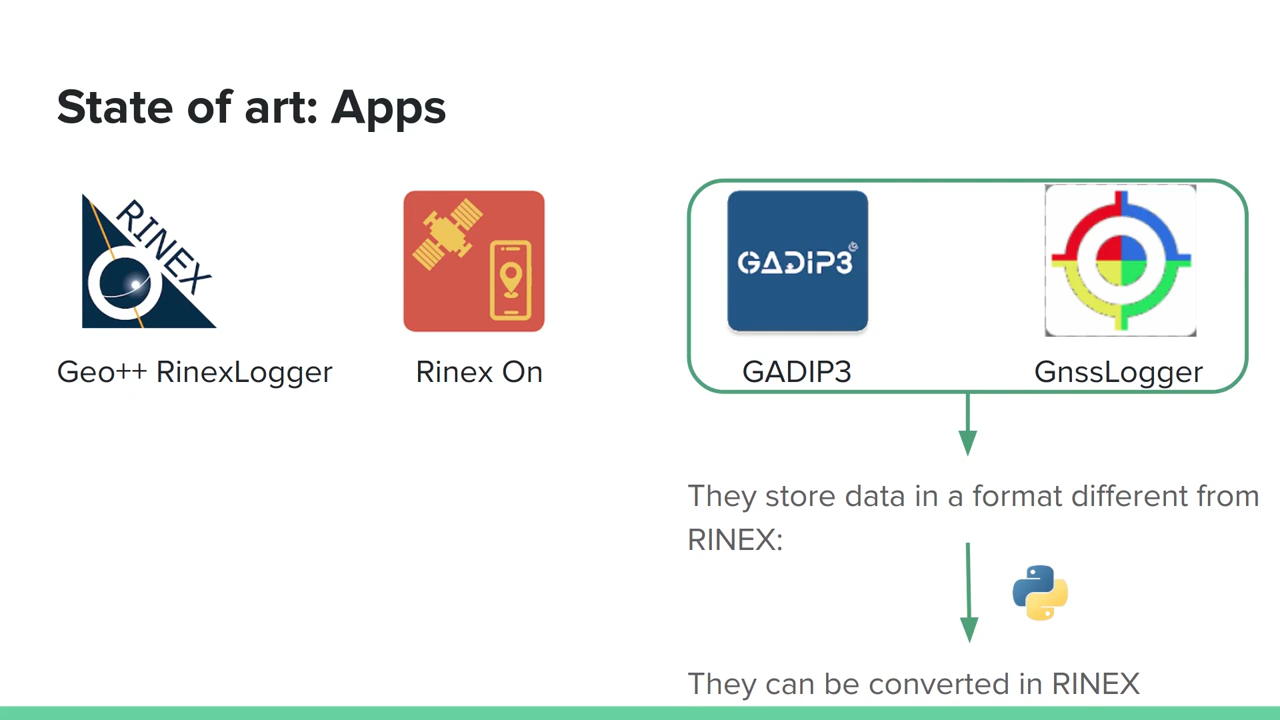 State of art: Apps
RINEX
GADIP3
Geo++ RinexLogger
Rinex On
GADIP3
GnssLogger
They store data in a format different from
RINEX:
They can be converted in RINEX